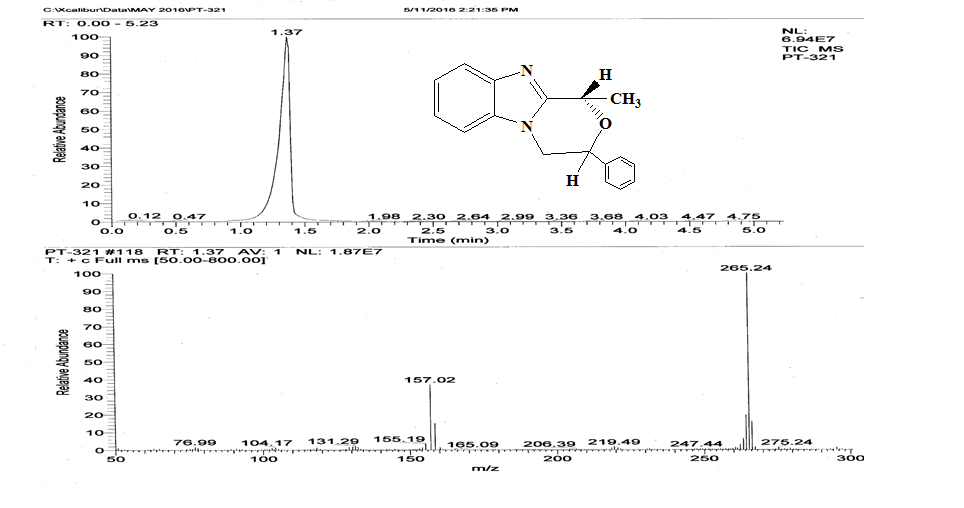 C:\Xcalibur\Data\MAY 2016\PT-321 5/11/2016 2:21:35 PM
RT: 0.00 - 5.23
NL:
6.94E7
TIC MS
PT-321
1.37
100
90
80
70
60
50
40
30
20
10
0
Relative Abundance
N
H
CH3
O
N
H
0.12 0.47 1.98 2.30 2.64 2.99 3.36 3.68 4.03 4.47 4.75
0.0 0.5 1.0 1.5 2.0 2.5 3.0 3.5 4.0 4.5 5.0
Time (min)
PT-321 #118 RT: 1.37 AV: 1 NL: 1.87E7
T: + c Full ms [50.00-800.00]
265.24
100
90
80
70
60
50
40
30
20
10
0
Relative Abundance
157.02
76.99 104.17 131.29 155.19 165.09 206.39 219.49 247.44 275.24
50 100 150 200 250 300
m/z